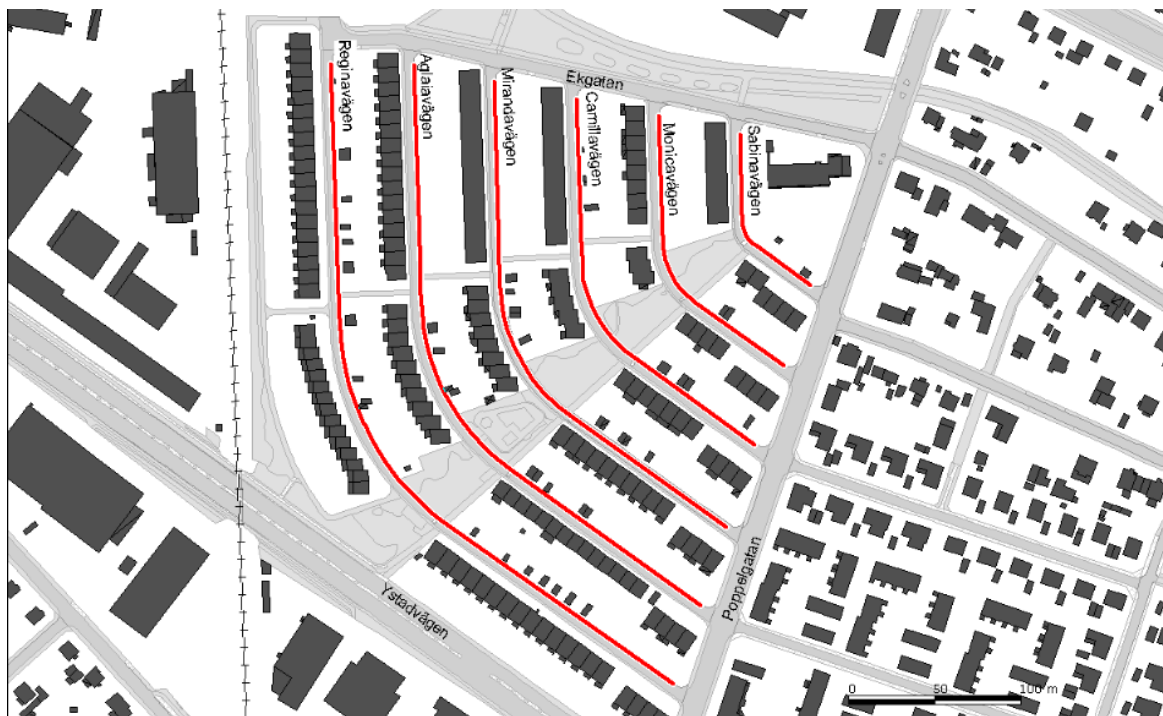 Reginavägen
Aglaiavägen
Mirandavägen
Ekgatan
Camillavägen
Monicavägen
Sabinavägen
Ystadvägen
Poppelgatan
0 50 100 m